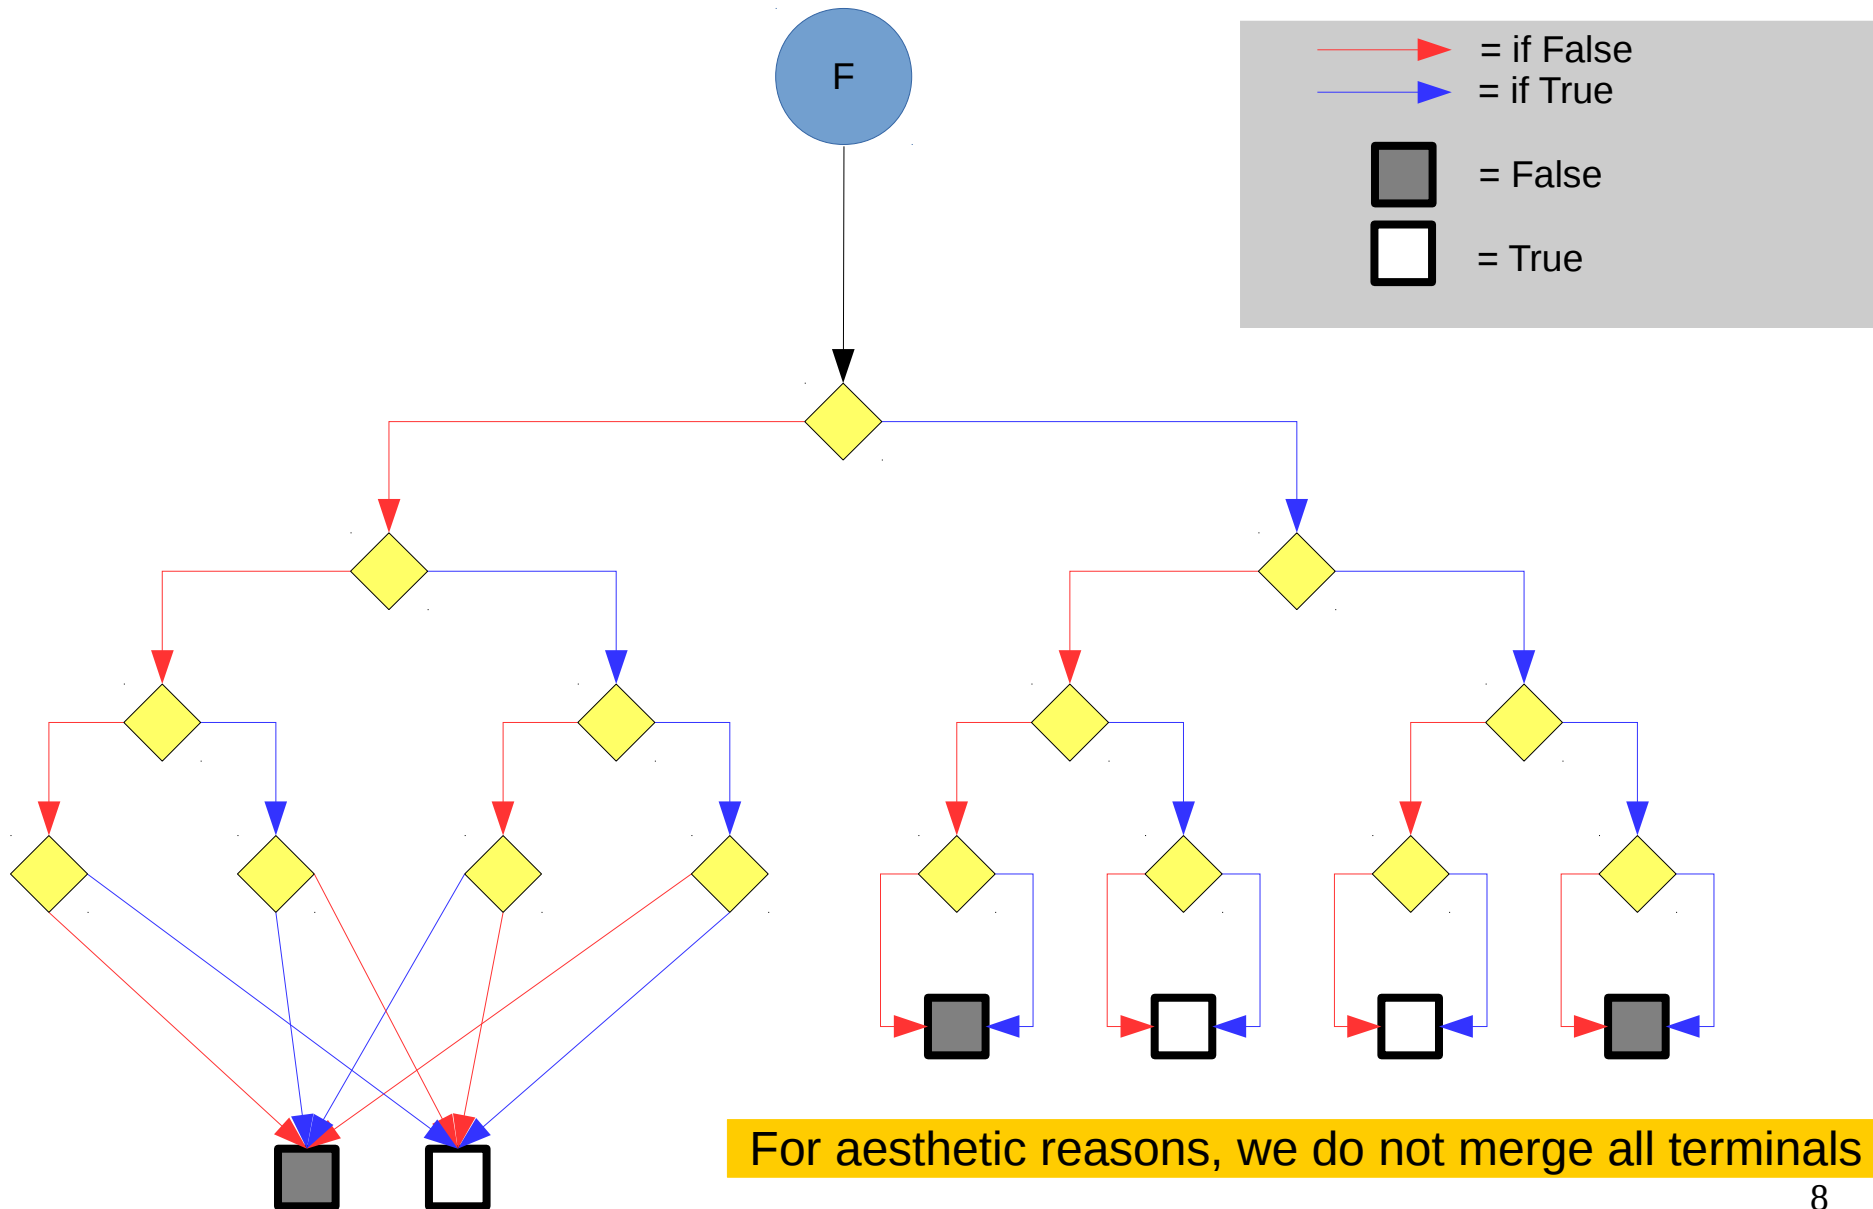 F
= if False
= if True
= False
= True
For aesthetic reasons, we do not merge all terminals
8